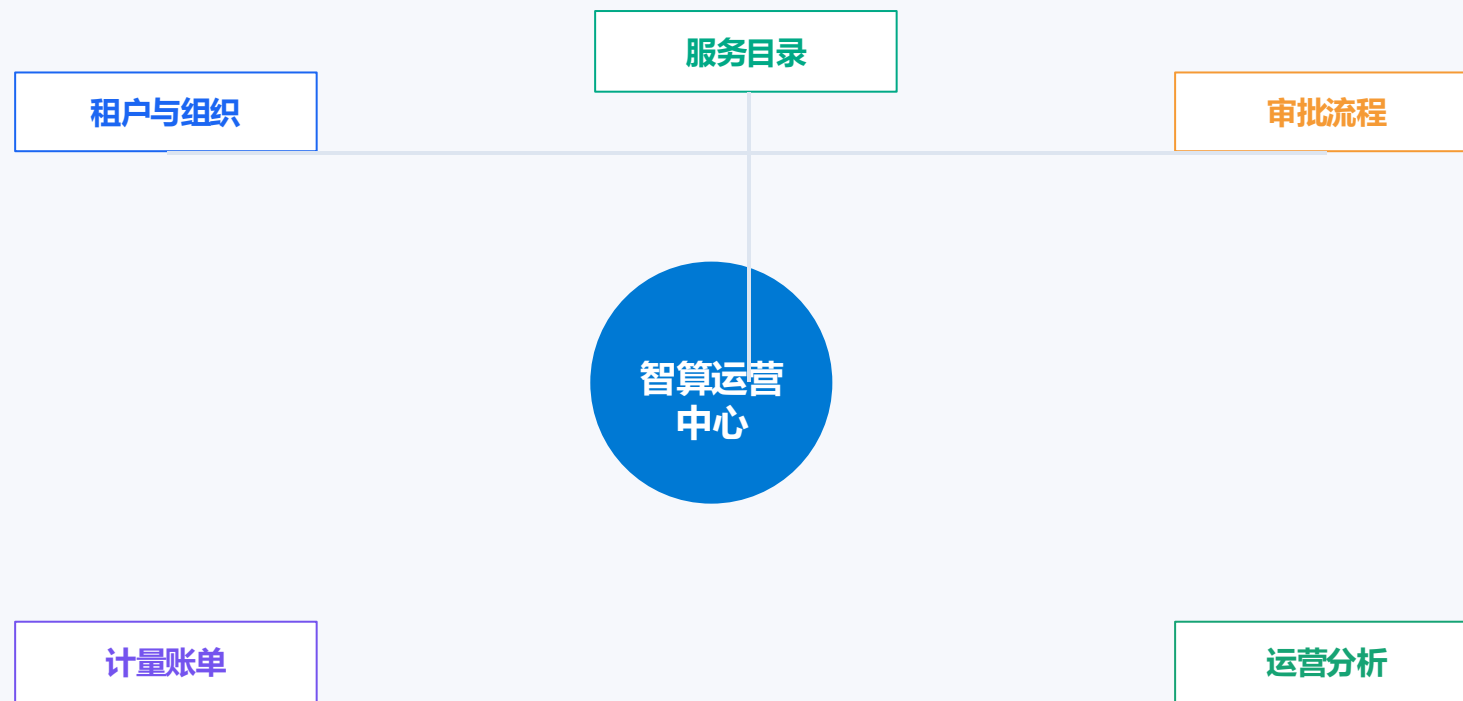 服务目录
租户与组织
审批流程
智算运营
中心
计量账单
运营分析